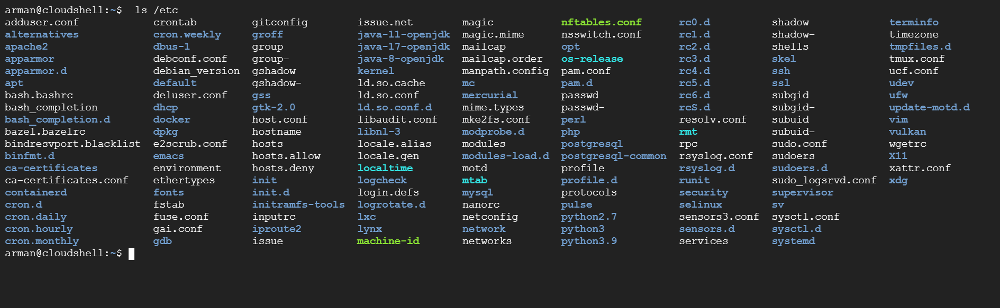 arman@cloudshell:~$  ls /etc
adduser.conf crontab gitconfig issue.net magic nftables.conf rc0.d shadow terminfo
alternatives cron.weekly groff java-11-openjdk magic.mime nsswitch.conf rc1.d shadow- timezone
apache2 dbus-1 group java-17-openjdk mailcap opt rc2.d shells tmpfiles.d
apparmor debconf.conf group- java-8-openjdk mailcap.order os-release rc3.d skel tmux.conf
apparmor.d debian_version gshadow kernel manpath.config pam.conf rc4.d ssh ucf.conf
apt default gshadow- ld.so.cache mc pam.d rc5.d ssl udev
bash.bashrc deluser.conf gss ld.so.conf mercurial passwd rc6.d subgid ufw
bash_completion dhcp gtk-2.0 ld.so.conf.d mime.types passwd- rcS.d subgid- update-motd.d
bash_completion.d docker host.conf libaudit.conf mke2fs.conf perl resolv.conf subuid vim
bazel.bazelrc dpkg hostname libnl-3 modprobe.d php rmt subuid- vulkan
bindresvport.blacklist e2scrub.conf hosts locale.alias modules postgresql rpc sudo.conf wgetrc
binfmt.d emacs hosts.allow locale.gen modules-load.d postgresql-common rsyslog.conf sudoers X11
ca-certificates environment hosts.deny localtime motd profile rsyslog.d sudoers.d xattr.conf
ca-certificates.conf ethertypes init logcheck mtab profile.d runit sudo_logsrvd.conf xdg
containerd fonts init.d login.defs mysql protocols security supervisor
cron.d fstab initramfs-tools logrotate.d nanorc pulse selinux sv
cron.daily fuse.conf inputrc lxc netconfig python2.7 sensors3.conf sysctl.conf
cron.hourly gai.conf iproute2 lynx network python3 sensors.d sysctl.d
cron.monthly gdb issue machine-id networks python3.9 services systemd
arman@cloudshell:~$